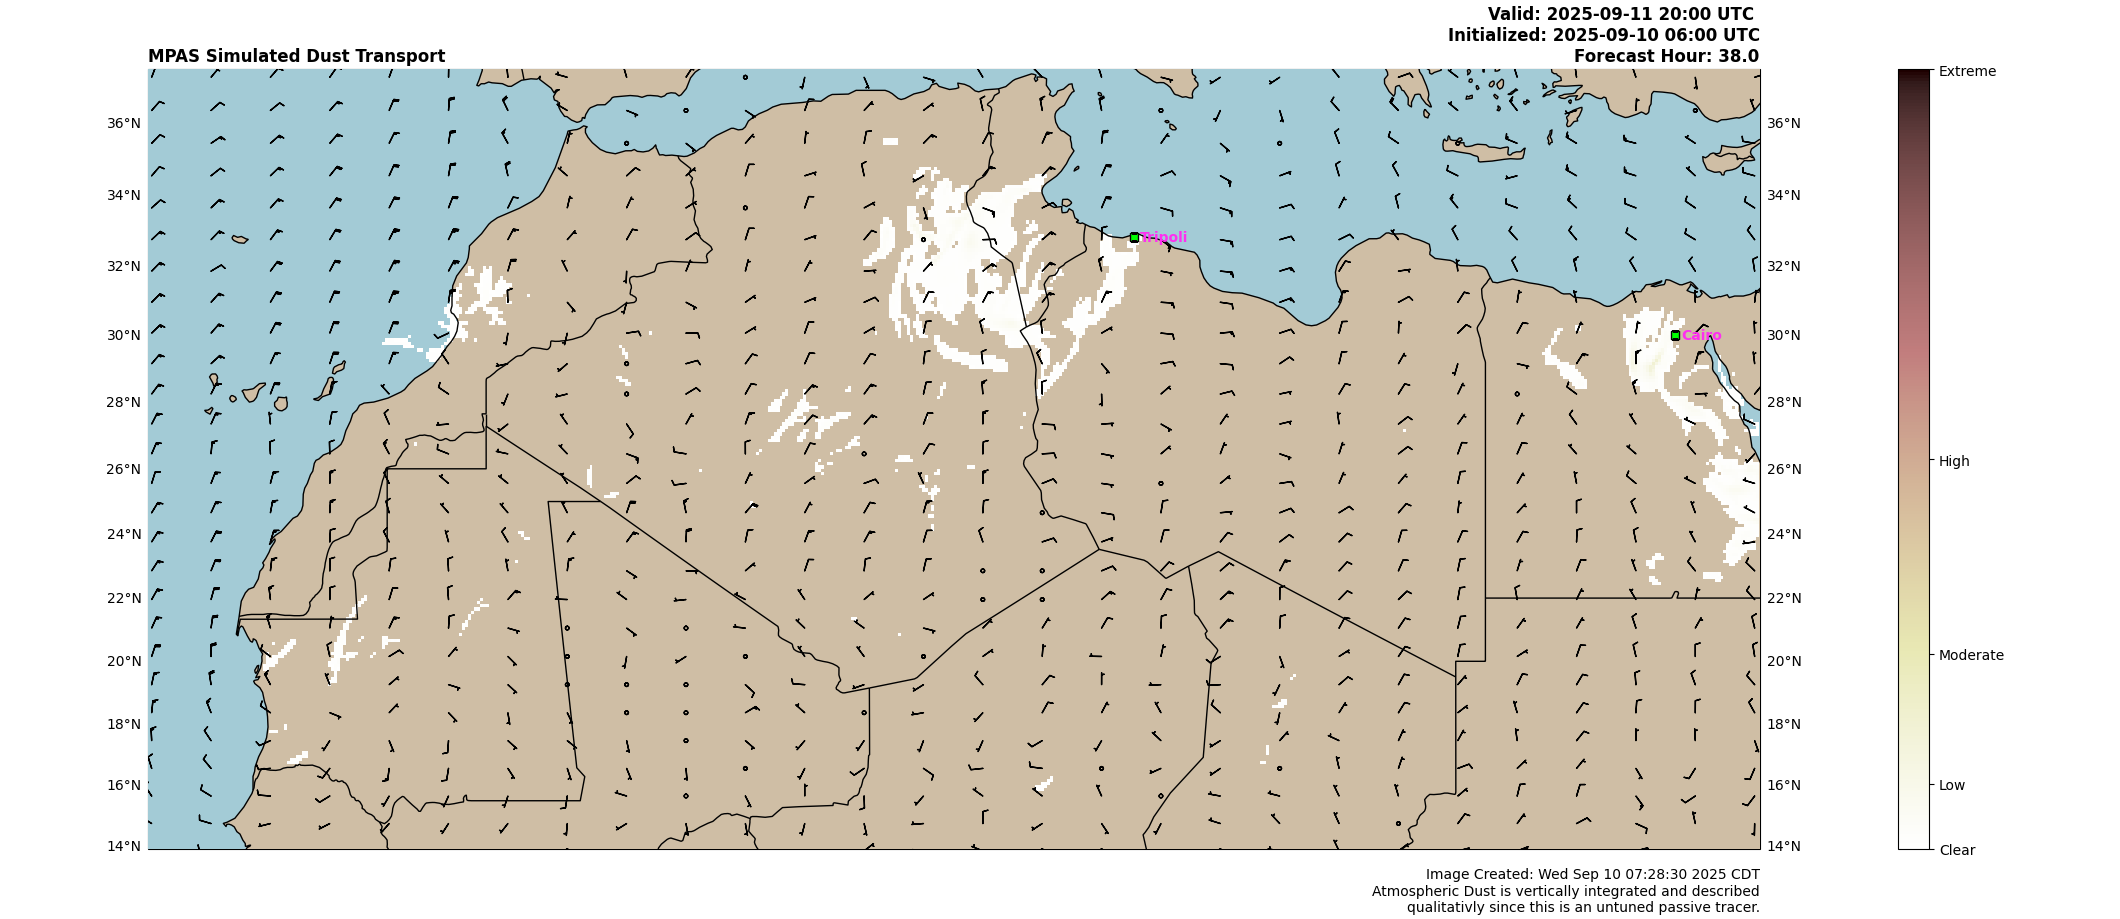 Valid: 2025-09-11 20:00 UTC
Initialized: 2025-09-10 06:00 UTC
MPAS Simulated Dust Transport
Forecast Hour: 38.0
Extreme
High
Moderate
Low
Clear
36°N
34°N
32°N
30°N
28°N
26°N
24°N
22°N
20°N
18°N
16°N
14°N
Tripoli
Cairo
36°N
34°N
32°N
30°N
28°N
26°N
24°N
22°N
20°N
18°N
16°N
14°N
Image Created: Wed Sep 10 07:28:30 2025 CDT
Atmospheric Dust is vertically integrated and described
qualitativly since this is an untuned passive tracer.